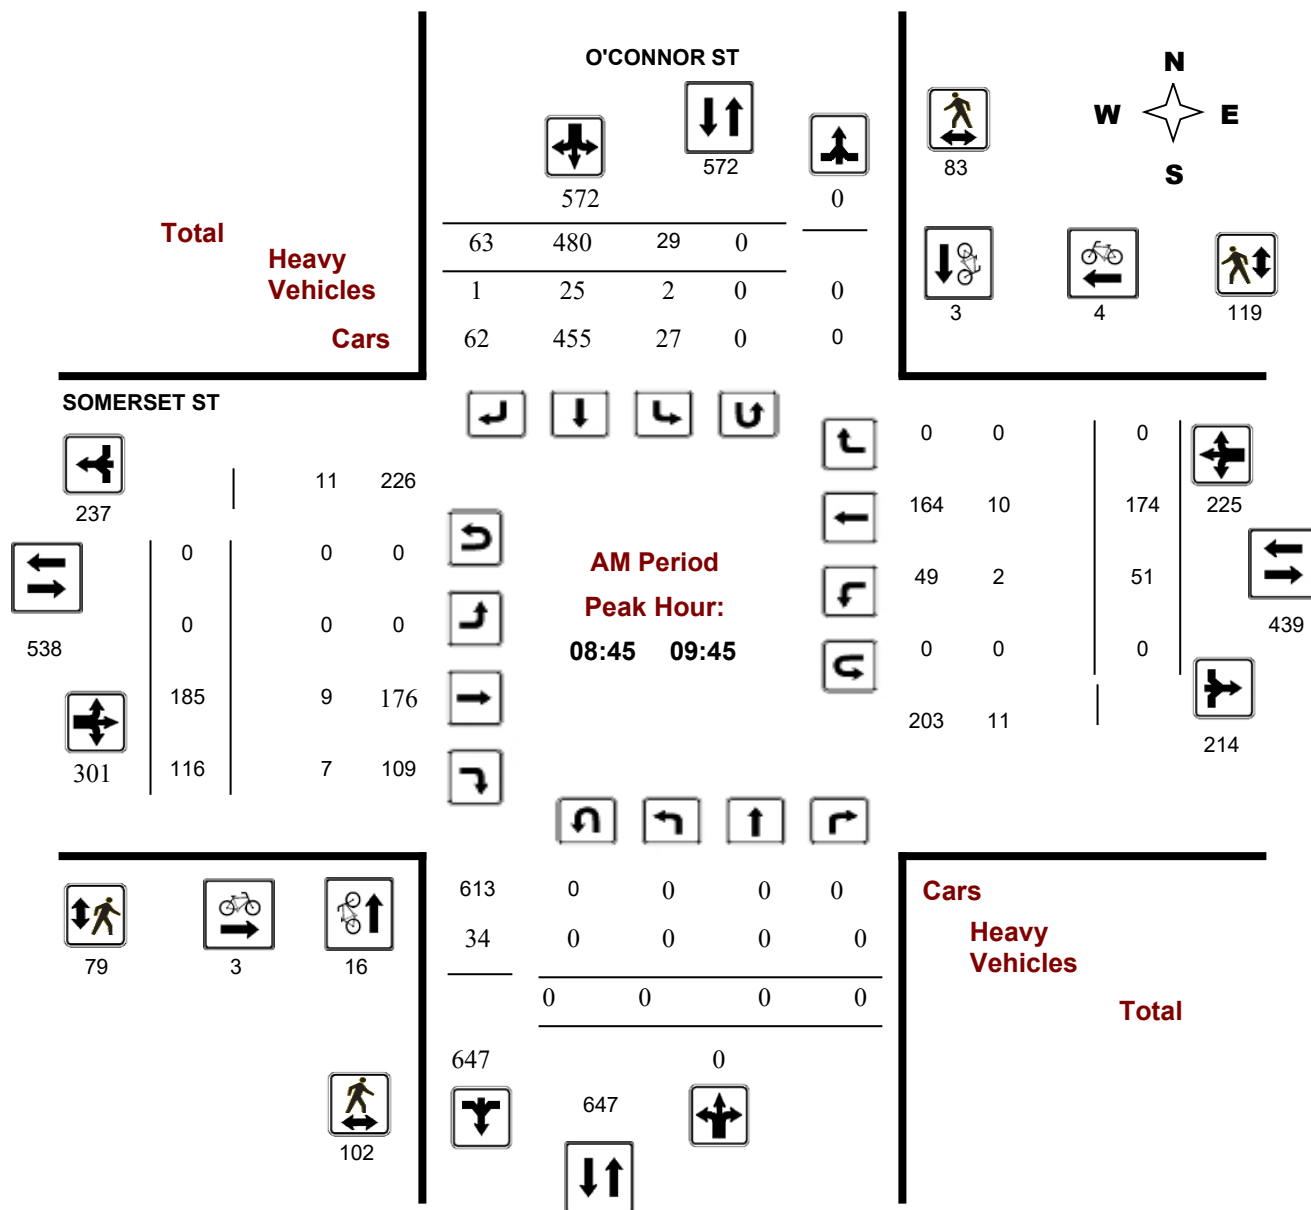 O'CONNOR ST
N
W E
S
572
83
572 0
Total
63 480 29 0
Heavy
Vehicles
1 25 2 0 0
3 4 119
Cars
62 455 27 0 0
SOMERSET ST
0 0 0
11 226
237
164 10 174 225
0 0 0
AM Period
49 2 51
Peak Hour:
0 0 0
439
538
08:45 09:45
0 0 0
185 9 176
203 11
214
301 116 7 109
613 0 0 0 0
Cars
34 0 0 0 0
Heavy
Vehicles
79 3 16
0 0 0 0
Total
647 0
647
102